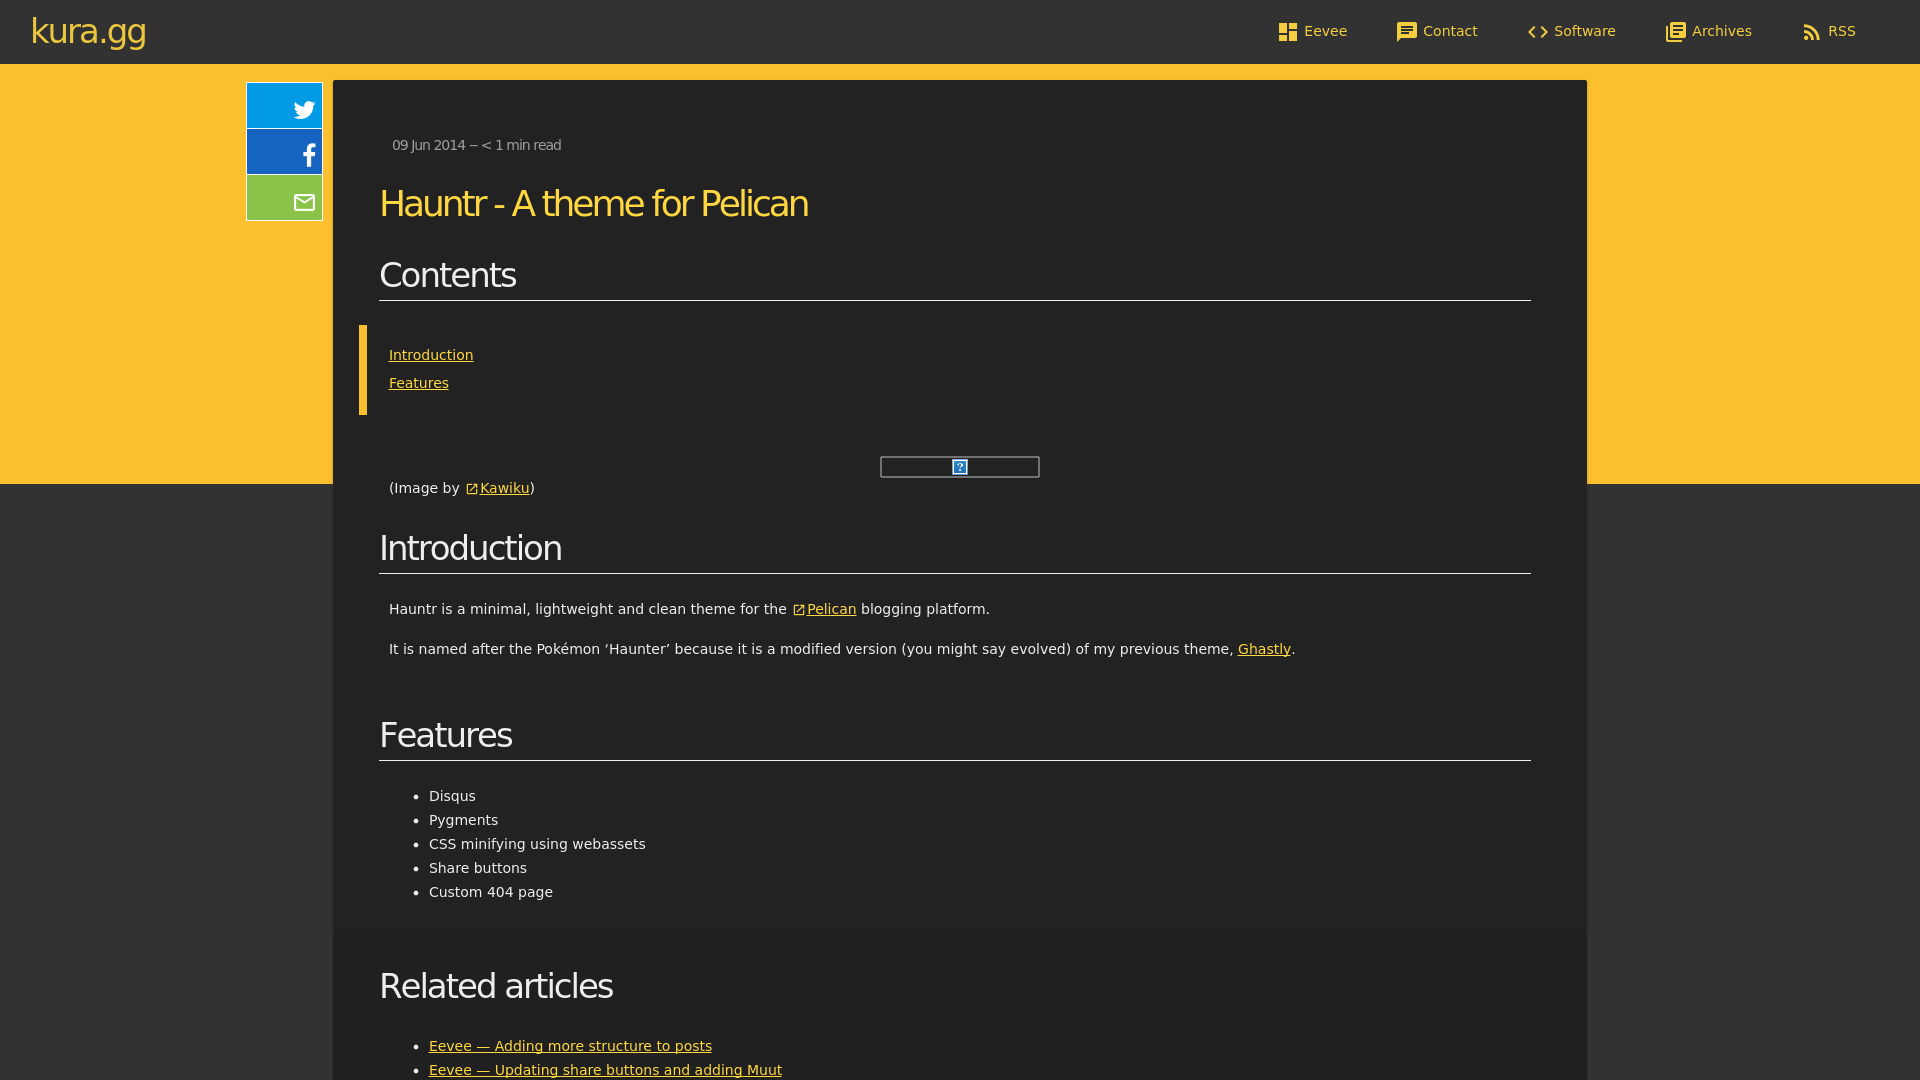 kura.gg
Eevee
Contact
Software
Archives
RSS
09 Jun 2014 -- < 1 min read
Hauntr - A theme for Pelican
Contents
Introduction
Features
(Image by Kawiku)
Introduction
Hauntr is a minimal, lightweight and clean theme for the Pelican blogging platform.
It is named after the Pokémon ‘Haunter’ because it is a modified version (you might say evolved) of my previous theme, Ghastly.
Features
• Disqus
• Pygments
• CSS minifying using webassets
• Share buttons
• Custom 404 page
Related articles
• Eevee — Adding more structure to posts
• Eevee — Updating share buttons and adding Muut